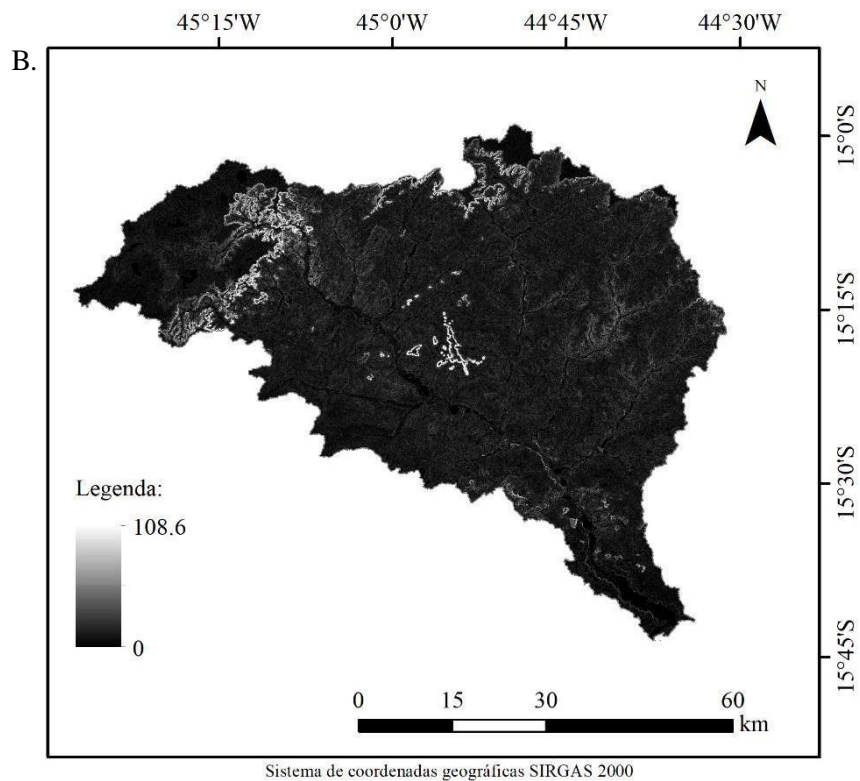 45°15'W 45°0'W 44°45'W 44°30'W
B.
N
15°0'S
15°15'S
15°30'S
15°45'S
Legenda:
108.6
0
0 15 30 60
km
Sistema de coordenadas geográficas SIRGAS 2000